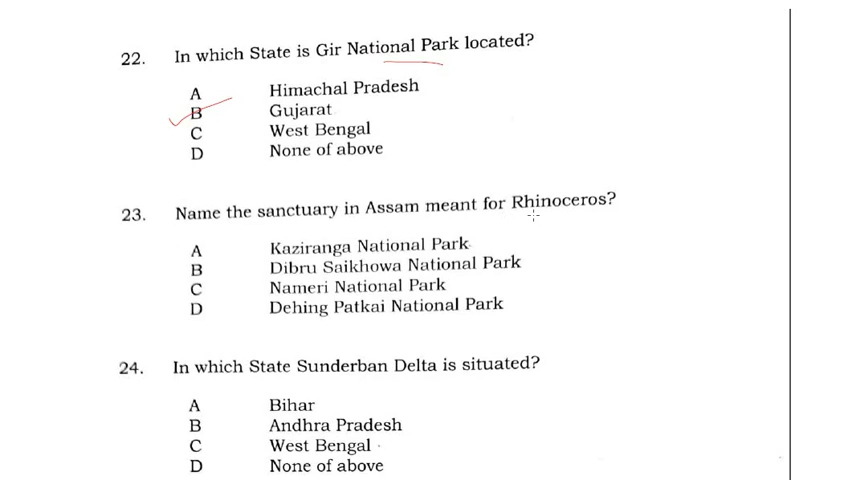 22. In which State is Gir National Park located?
A Himachal Pradesh
B Gujarat
C West Bengal
D None of above
23. Name the sanctuary in Assam meant for Rhinoceros?
A Kaziranga National Park
B Dibru Saikhowa National Park
C Nameri National Park
D Dehing Patkai National Park
24. In which State Sunderban Delta is situated?
A Bihar
B Andhra Pradesh
C West Bengal
D None of above